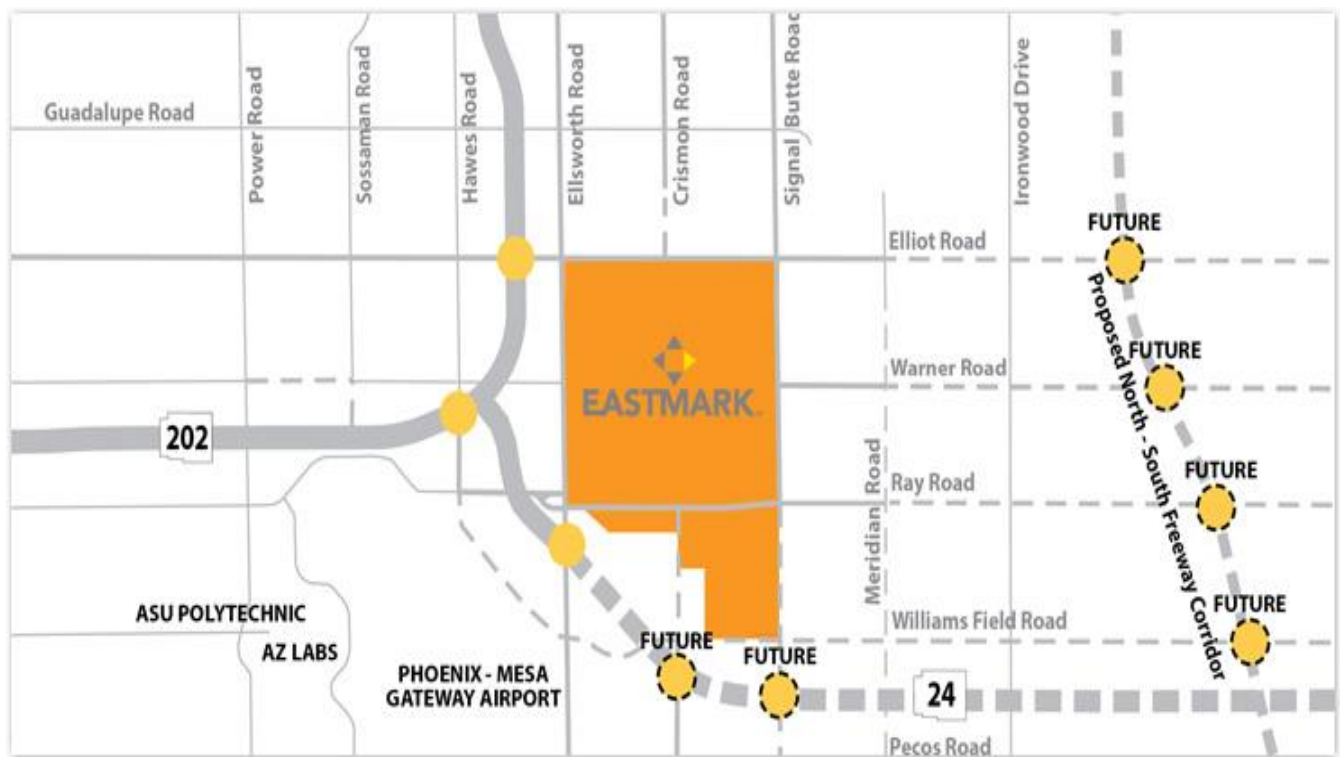 Guadalupe Road
Power Road
Sossaman Road
Hawes Road
Ellsworth Road
Crismon Road
Signal Butte Road
Ironwood Drive
FUTURE
Elliot Road
Proposed North - South Freeway Corridor
FUTURE
Warner Road
EASTMARK
202
FUTURE
Ray Road
Meridian Road
FUTURE
ASU POLYTECHNIC
Williams Field Road
FUTURE
AZ LABS
FUTURE
PHOENIX - MESA
GATEWAY AIRPORT
24
Pecos Road